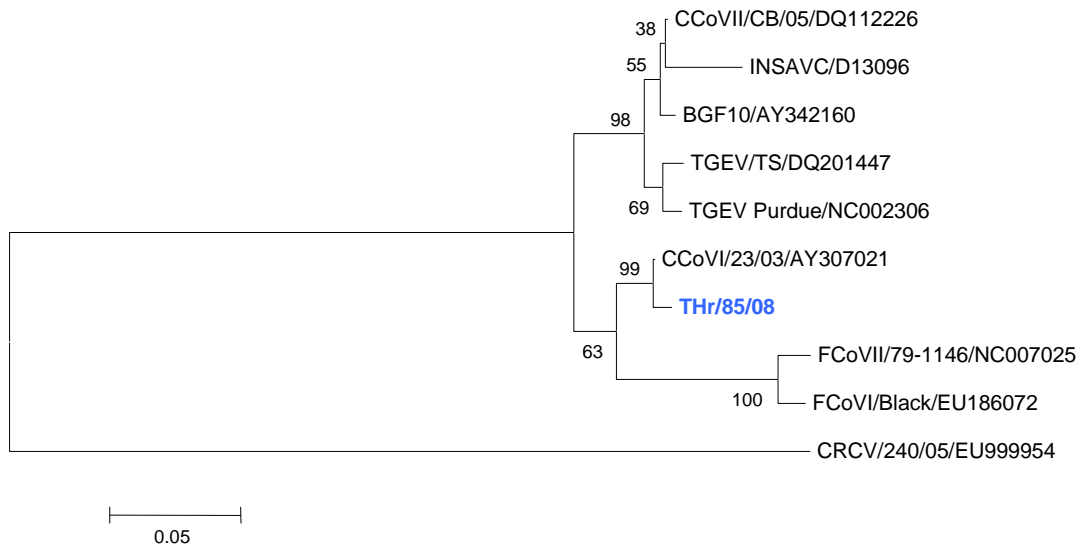 CCoVII/CB/05/DQ112226
38
55
INSAVC/D13096
BGF10/AY342160
98
TGEV/TS/DQ201447
69
TGEV Purdue/NC002306
CCoVI/23/03/AY307021
99
THr/85/08
63
FCoVII/79-1146/NC007025
100
FCoVI/Black/EU186072
CRCV/240/05/EU999954
0.05